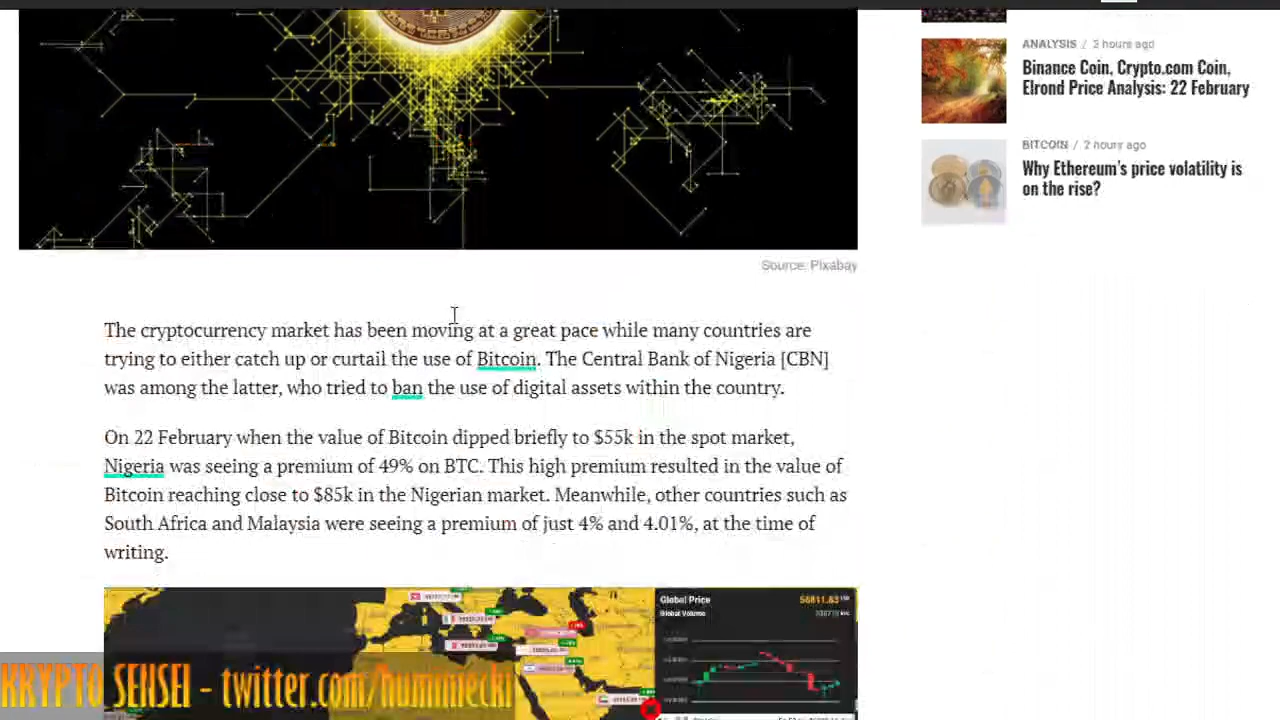 ANALYSIS / 2 hours ago
Binance Coin, Crypto.com Coin,
Elrond Price Analysis: 22 February
BITCOIN / 2 hours ago
Why Ethereum's price volatility is
on the rise?
Source: Pixabay
The cryptocurrency market has been moving at a great pace while many countries are
trying to either catch up or curtail the use of Bitcoin. The Central Bank of Nigeria [CBN]
was among the latter, who tried to ban the use of digital assets within the country.
On 22 February when the value of Bitcoin dipped briefly to $55k in the spot market,
Nigeria was seeing a premium of 49% on BTC. This high premium resulted in the value of
Bitcoin reaching close to $85k in the Nigerian market. Meanwhile, other countries such as
South Africa and Malaysia were seeing a premium of just 4% and 4.01%, at the time of
writing.
Global Price
Global Volume
KRYPTO SENSEI - twitter.com/hummecki